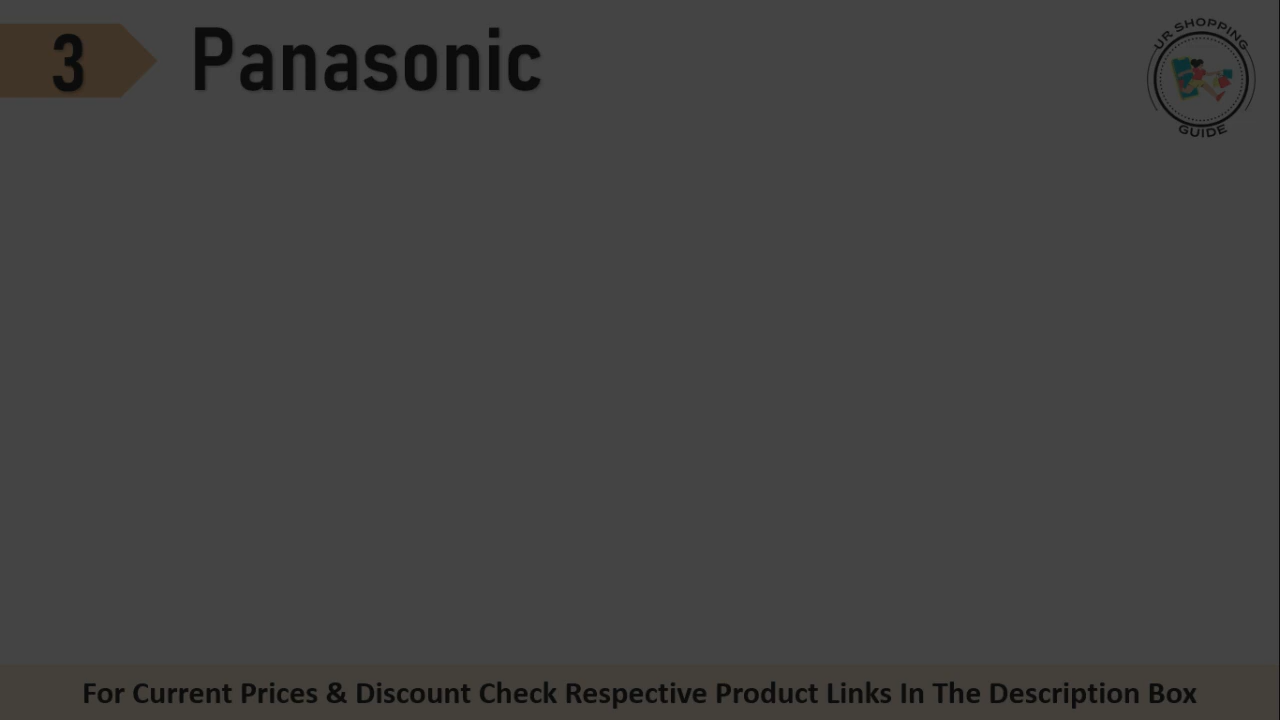 3 Panasonic
UR SHOPPING
GUIDE
For Current Prices & Discount Check Respective Product Links In The Description Box